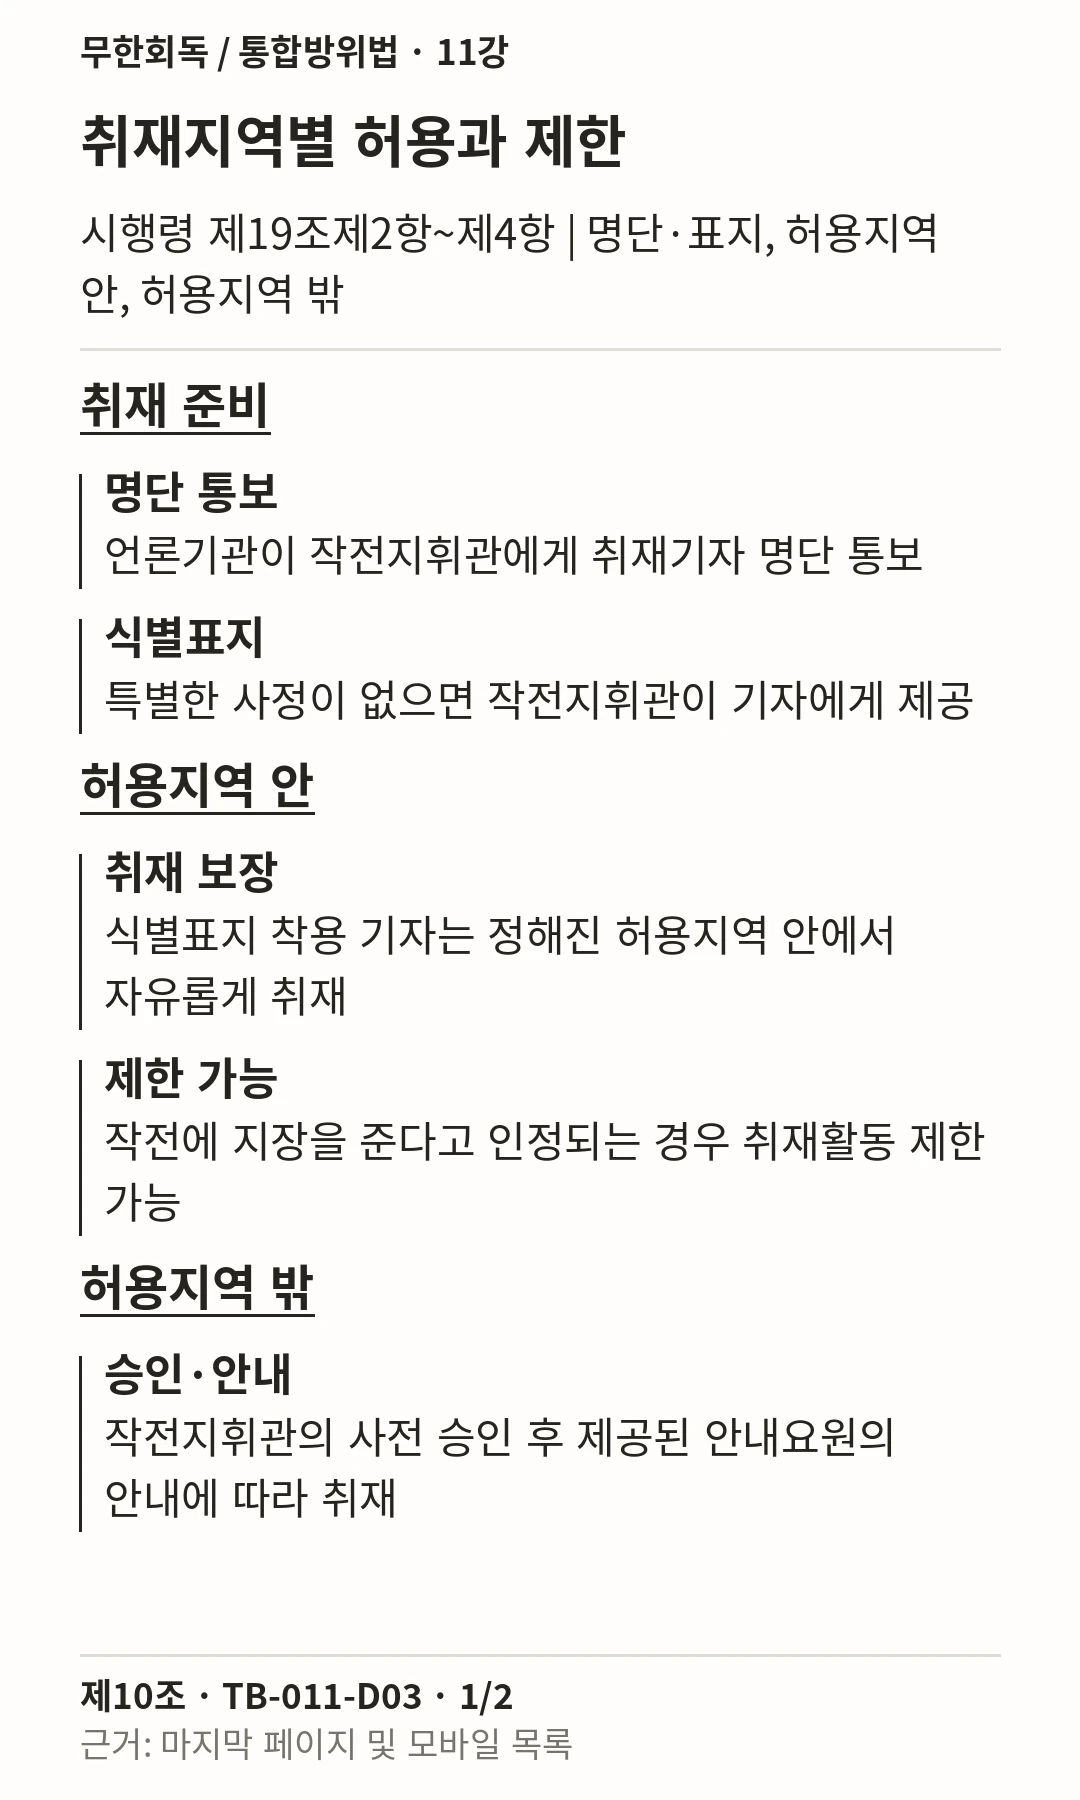 무한회독 / 통합방위법 · 11강
취재지역별 허용과 제한
시행령 제19조제2항~제4항 | 명단·표지, 허용지역
안, 허용지역 밖
취재 준비
명단 통보
언론기관이 작전지휘관에게 취재기자 명단 통보
식별표지
특별한 사정이 없으면 작전지휘관이 기자에게 제공
허용지역 안
취재 보장
식별표지 착용 기자는 정해진 허용지역 안에서
자유롭게 취재
제한 가능
작전에 지장을 준다고 인정되는 경우 취재활동 제한
가능
허용지역 밖
승인·안내
작전지휘관의 사전 승인 후 제공된 안내요원의
안내에 따라 취재
제10조 · TB-011-D03 · 1/2
근거: 마지막 페이지 및 모바일 목록